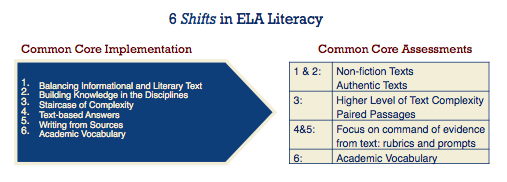 6 Shifts in ELA Literacy
Common Core Implementation
1. Balancing Informational and Literary Text
2. Building Knowledge in the Disciplines
3. Staircase of Complexity
4. Text-based Answers
5. Writing from Sources
6. Academic Vocabulary
Common Core Assessments
1 & 2: Non-fiction Texts
Authentic Texts
3: Higher Level of Text Complexity
Paired Passages
4&5: Focus on command of evidence
from text: rubrics and prompts
6: Academic Vocabulary